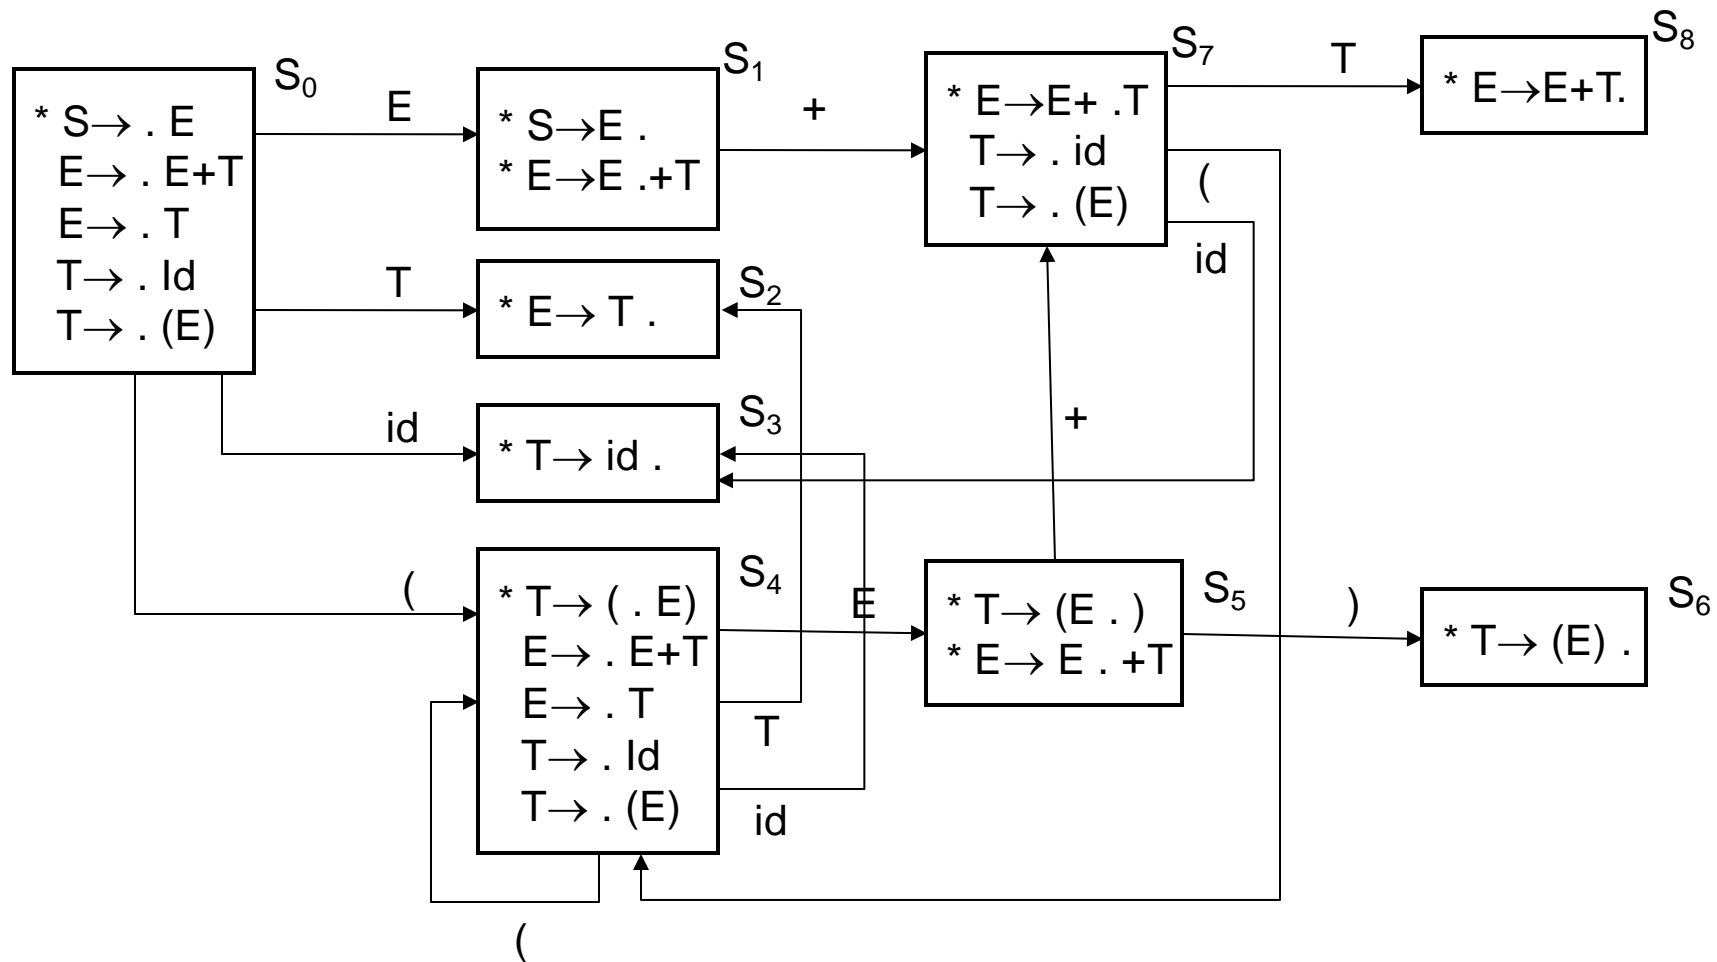 S0
* S→ . E
E→ . E+T
E→ . T
T→ . Id
T→ . (E)
E
S1
* S→E .
* E→E .+T
+
S7
* E→E+ .T
T→ . id
T→ . (E)
T
S8
* E→E+T.
(
id
T
S2
* E→ T .
id
S3
* T→ id .
+
(
S4
* T→ ( . E)
E→ . E+T
E→ . T
T→ . Id
T→ . (E)
E
S5
* T→ (E . )
* E→ E . +T
)
S6
* T→ (E) .
T
id
(